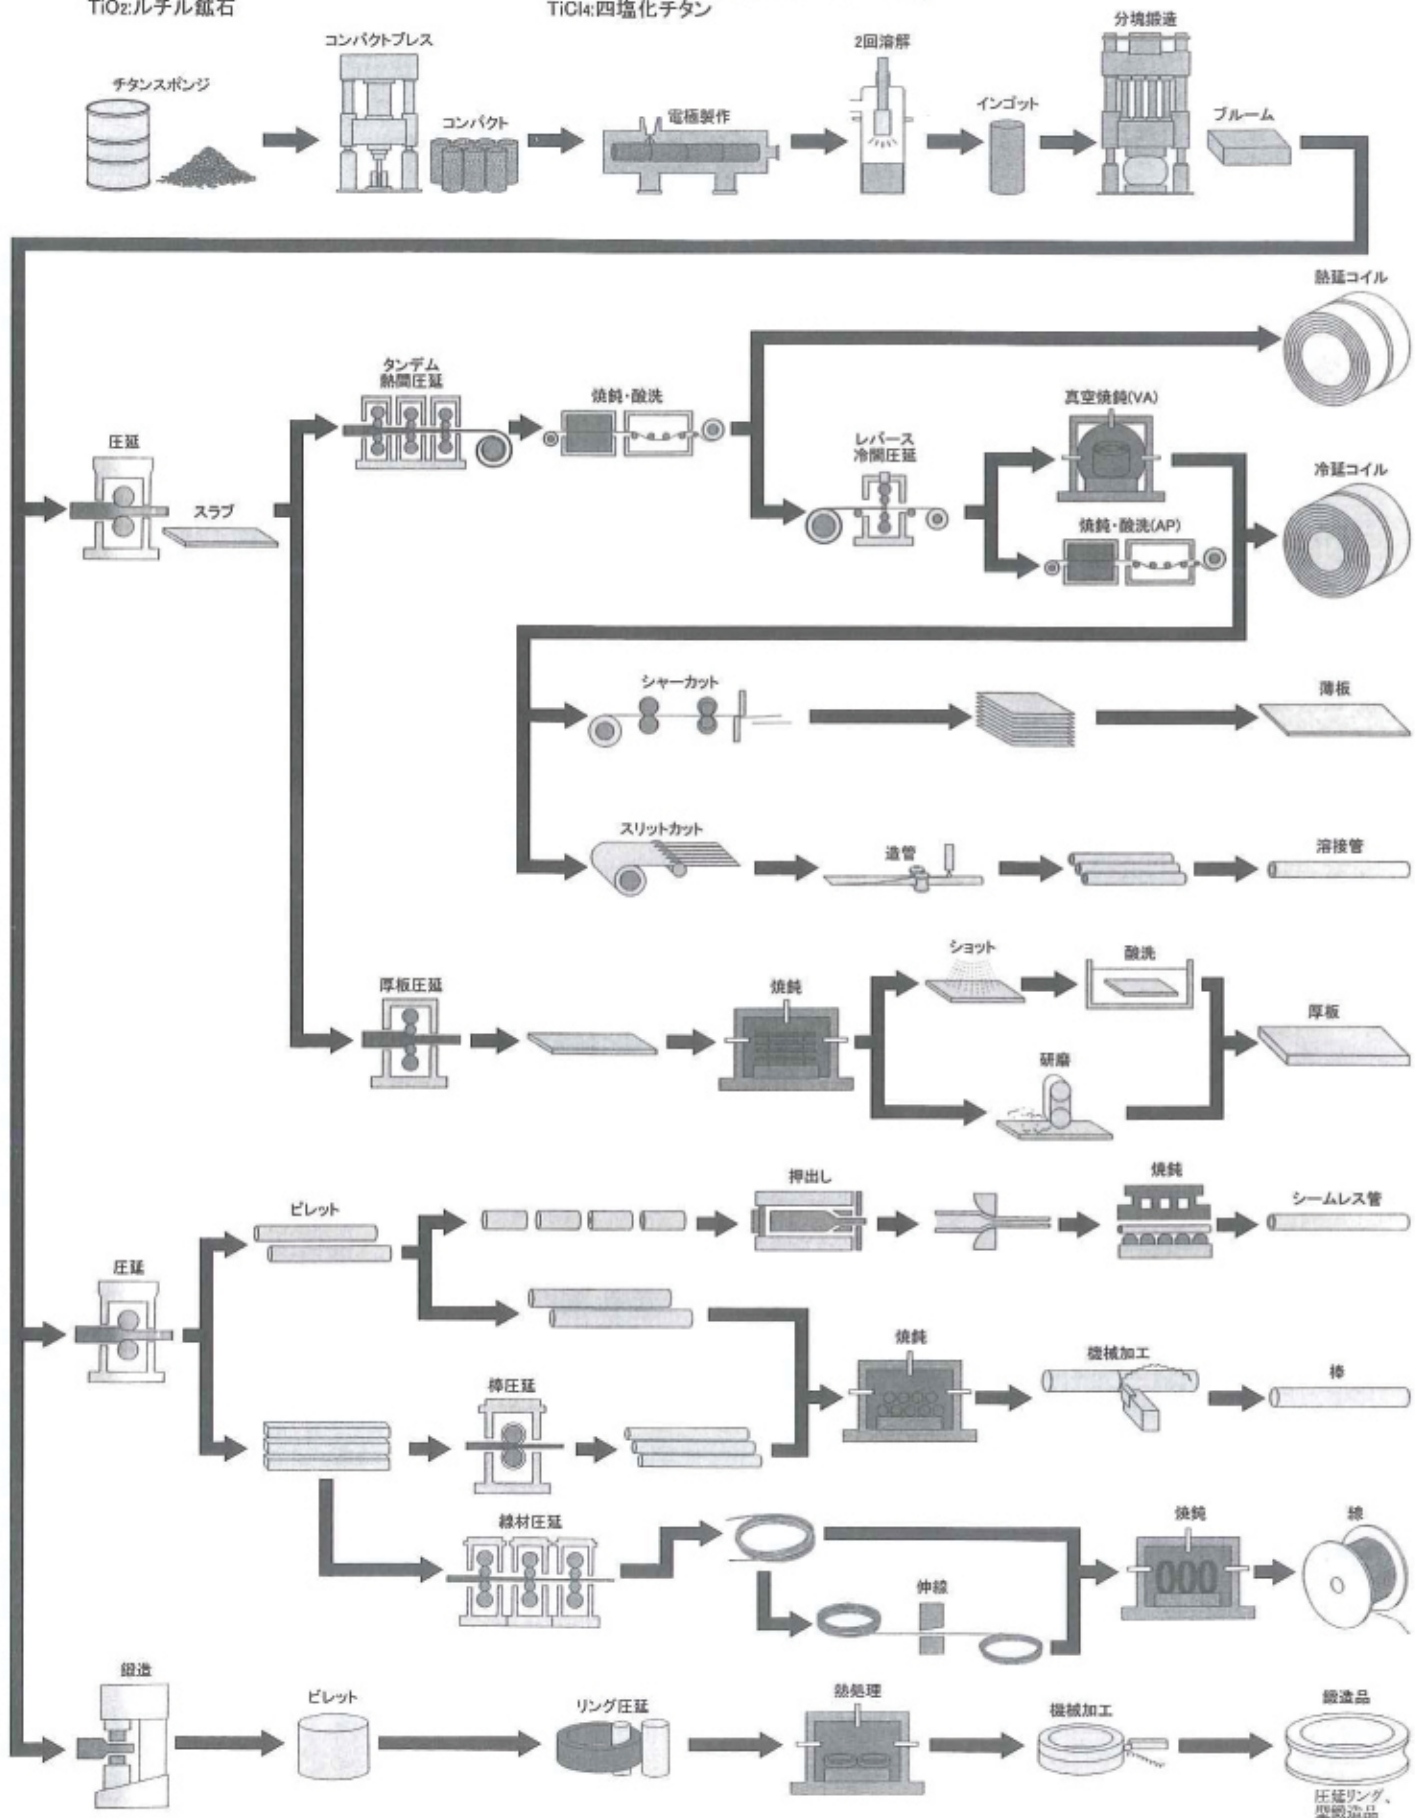 TiO₂:ルチル鉱石
TiCl₄:四塩化チタン
チタンスポンジ
コンパクトプレス
コンパクト
電極製作
2回溶解
インゴット
分塊鍛造
ブルーム
熱延コイル
タンデム
熱間圧延
焼鈍・酸洗
真空焼鈍(VA)
圧延
スラブ
レバース
冷間圧延
焼鈍・酸洗(AP)
冷延コイル
シャーカット
薄板
スリットカット
造管
溶接管
厚板圧延
焼鈍
ショット
酸洗
研磨
厚板
圧延
ビレット
押出し
焼鈍
シームレス管
棒圧延
焼鈍
機械加工
棒
線材圧延
伸線
焼鈍
線
鍛造
ビレット
リング圧延
熱処理
機械加工
鍛造品
圧延リング、
型鍛造品